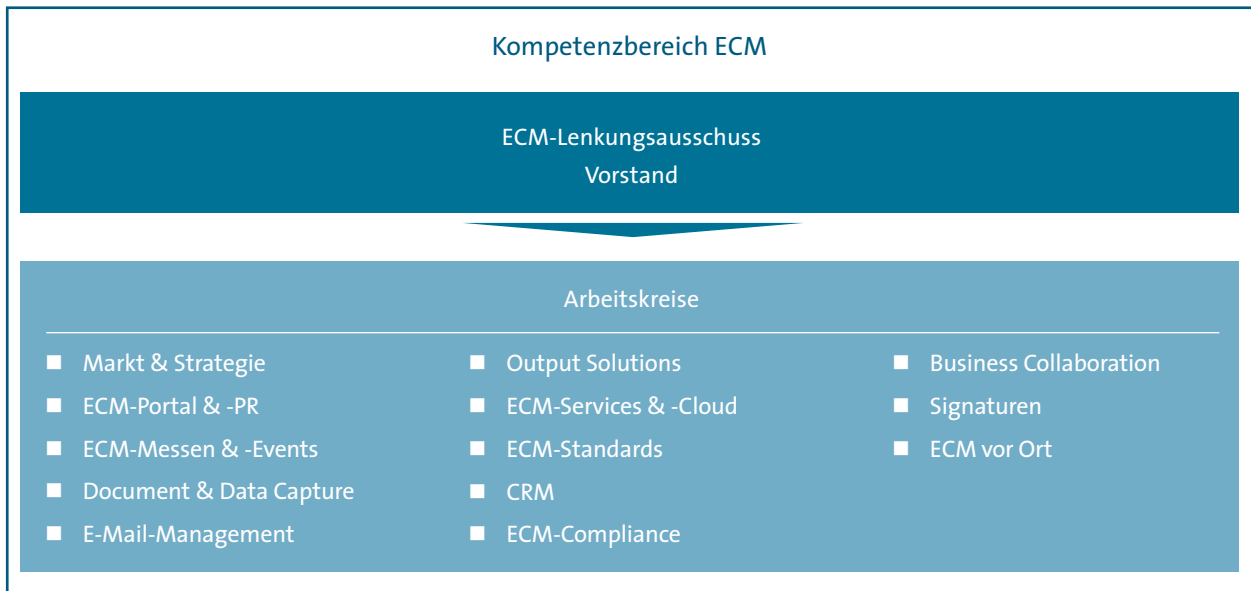 Kompetenzbereich ECM
ECM-Lenkungsausschuss
Vorstand
Arbeitskreise
Markt & Strategie
ECM-Portal & -PR
ECM-Messen & -Events
Document & Data Capture
E-Mail-Management
Output Solutions
ECM-Services & -Cloud
ECM-Standards
CRM
ECM-Compliance
Business Collaboration
Signaturen
ECM vor Ort